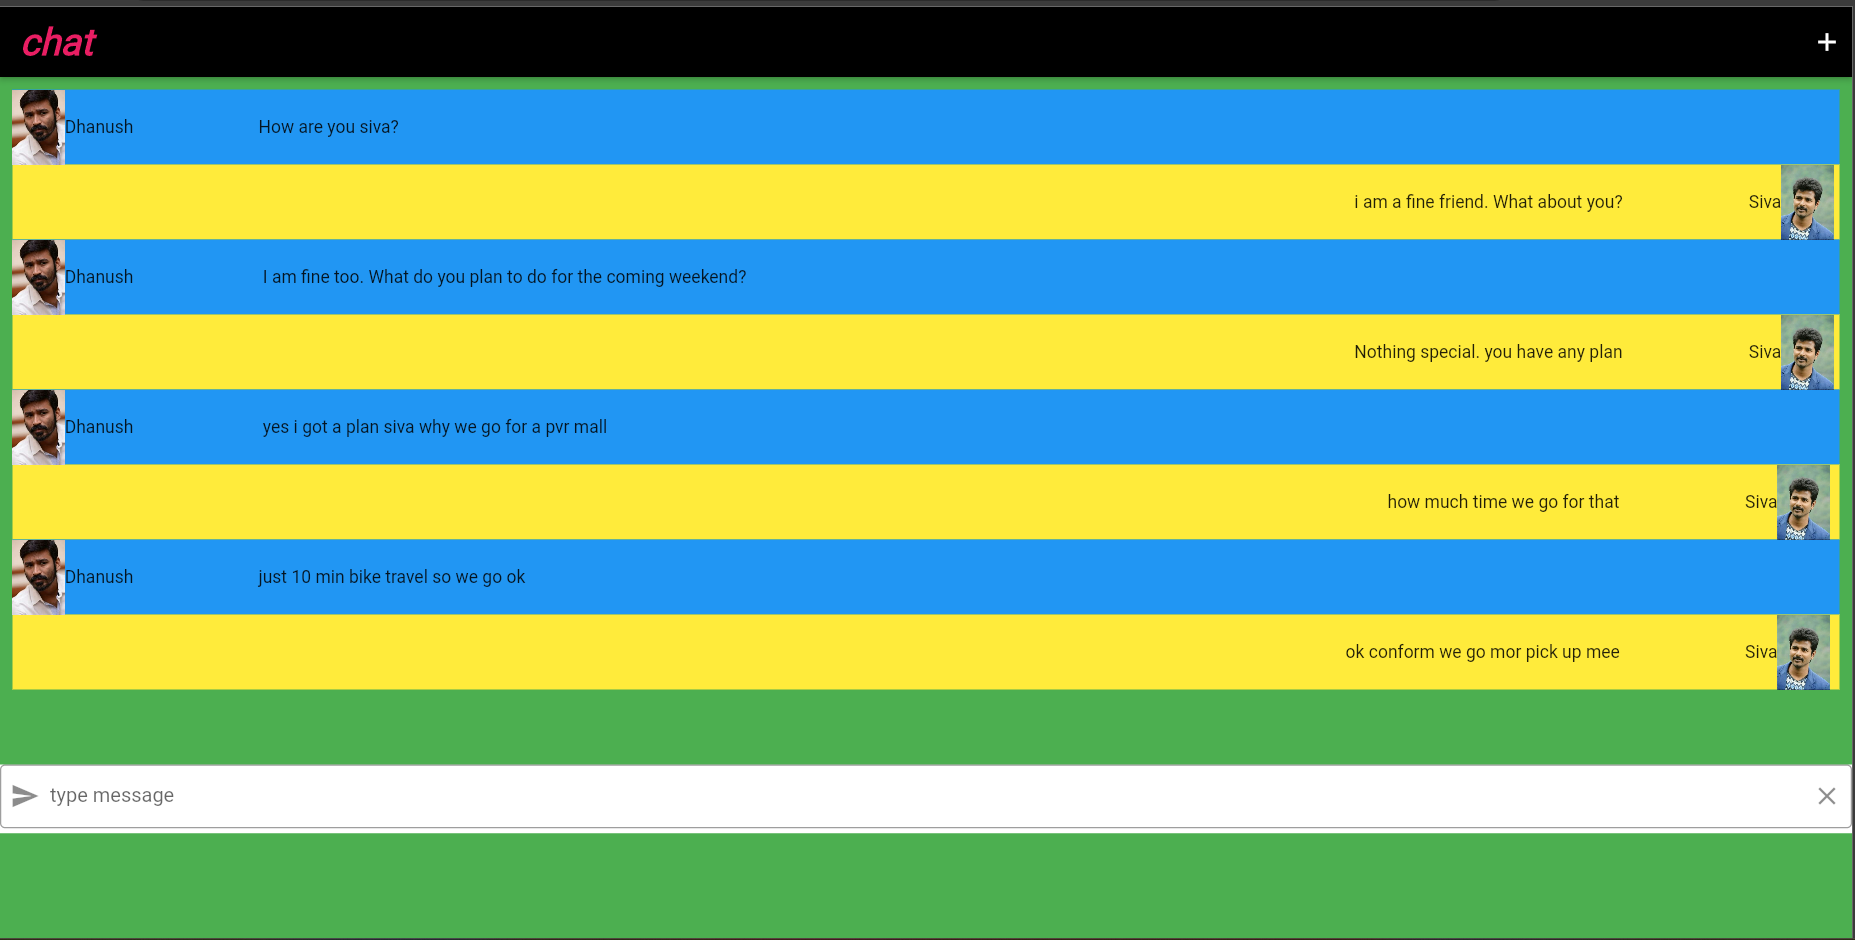 chat
Dhanush How are you siva?
i am a fine friend. What about you? Siva
Dhanush I am fine too. What do you plan to do for the coming weekend?
Nothing special. you have any plan Siva
Dhanush yes i got a plan siva why we go for a pvr mall
how much time we go for that Siva
Dhanush just 10 min bike travel so we go ok
ok conform we go mor pick up mee Siva
type message